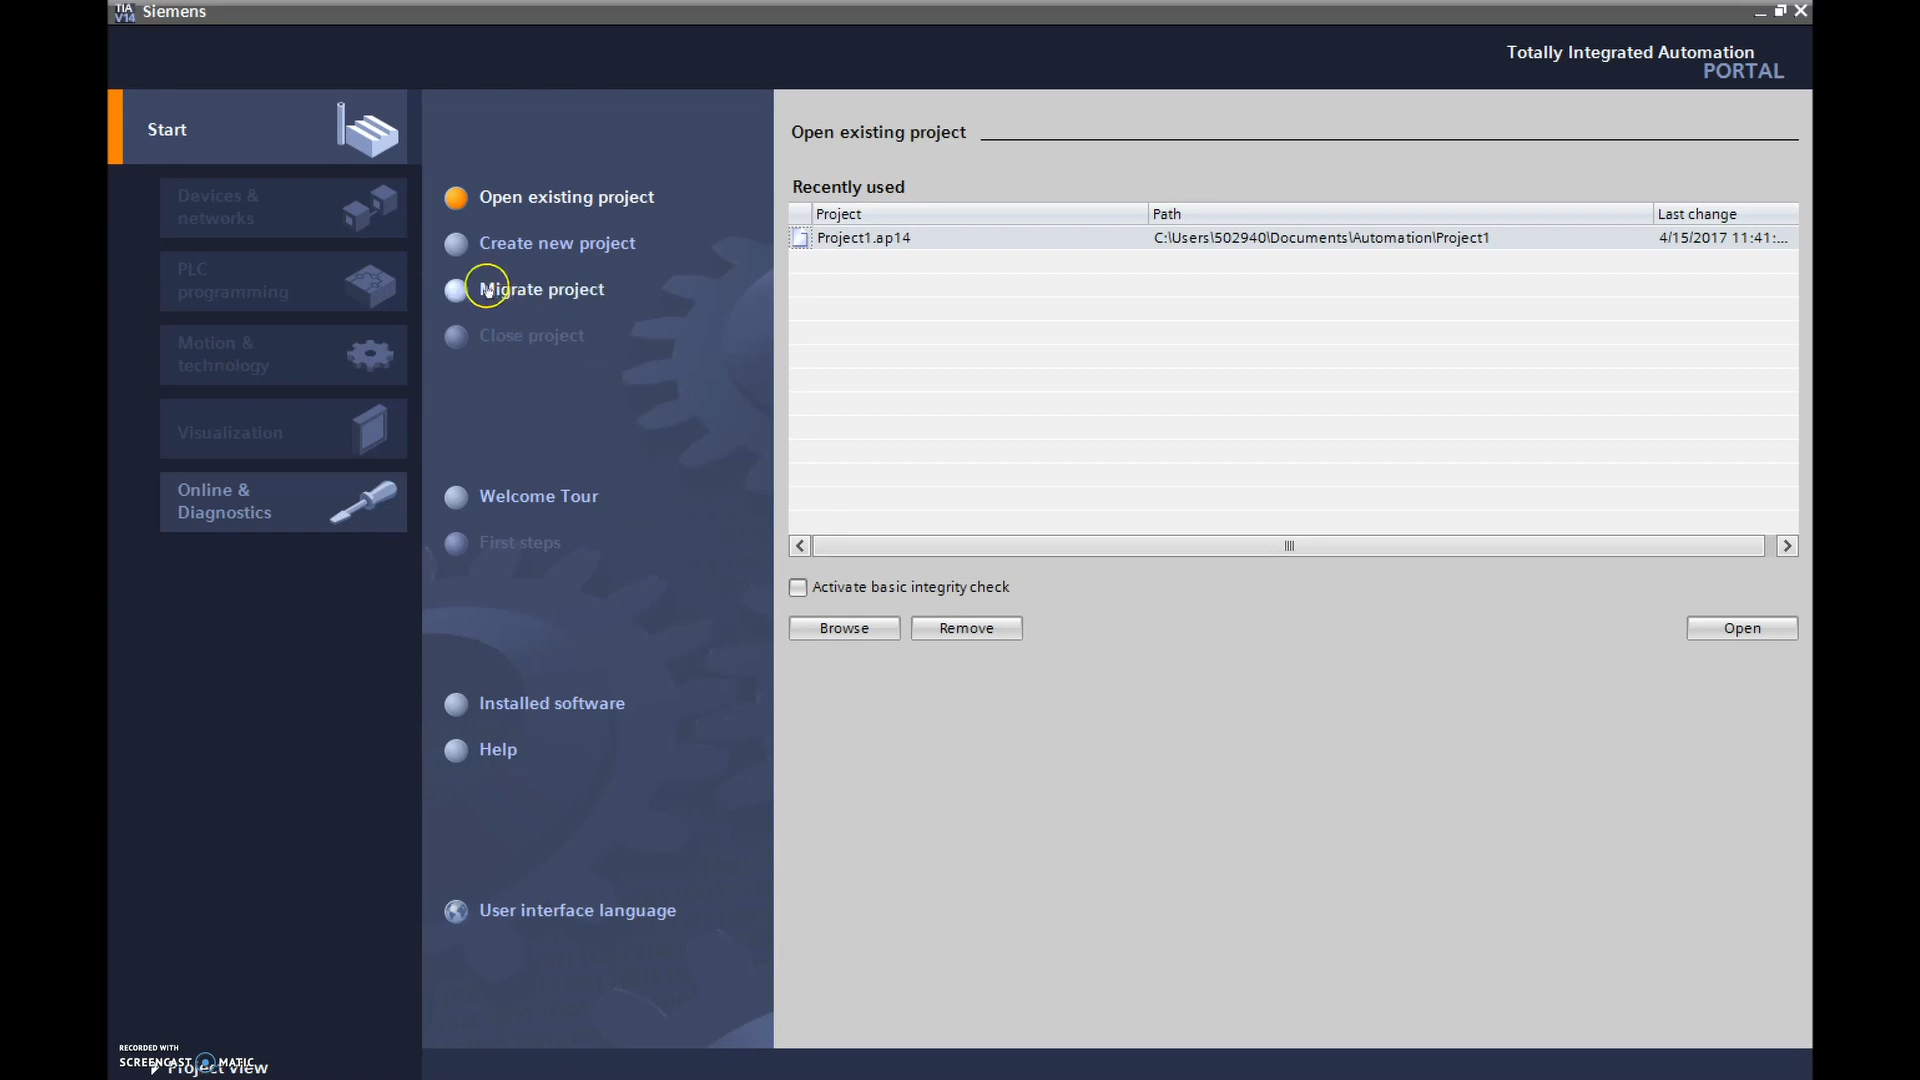 TIA
V14
Siemens
Totally Integrated Automation
PORTAL
Start
Devices &
networks
PLC
programming
Motion &
technology
Visualization
Online &
Diagnostics
Open existing project
Create new project
Migrate project
Close project
Welcome Tour
First steps
Installed software
Help
User interface language
Open existing project
Recently used
Project Path Last change
Project1.ap14 C:\Users\502940\Documents\Automation\Project1 4/15/2017 11:41:...
Activate basic integrity check
Browse Remove Open
RECORDED WITH
SCREENCAST MATIC
Project view